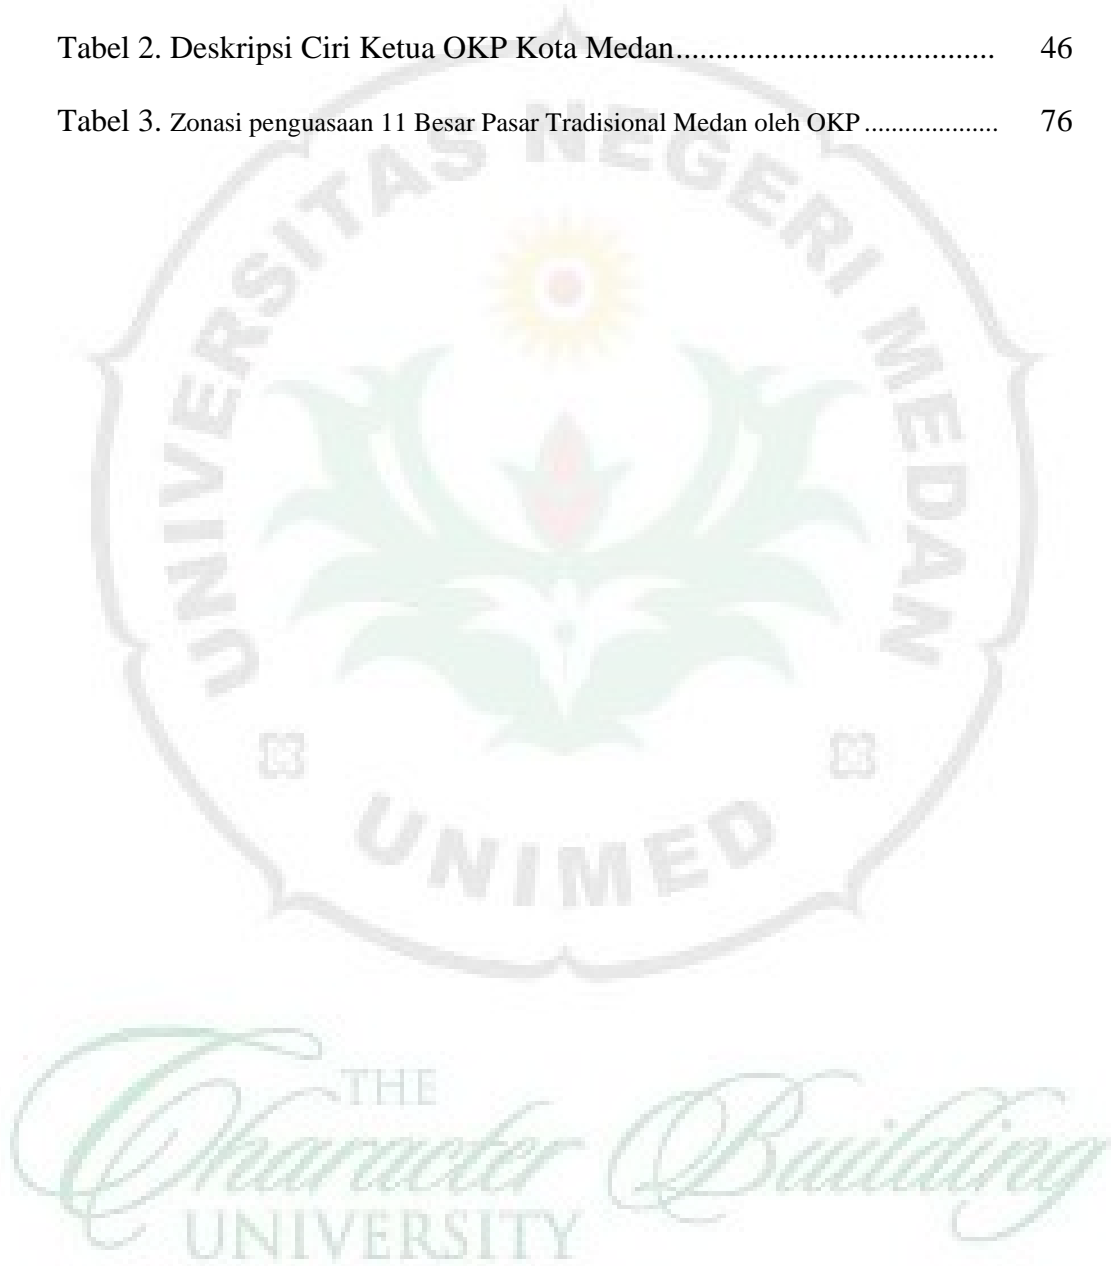 Tabel 2. Deskripsi Ciri Ketua OKP Kota Medan....................................... 46
Tabel 3. Zonasi penguasaan 11 Besar Pasar Tradisional Medan oleh OKP.................... 76
UNIVERSITAS NEGERI MEDAN
UNIMED
THE
Character Building
UNIVERSITY